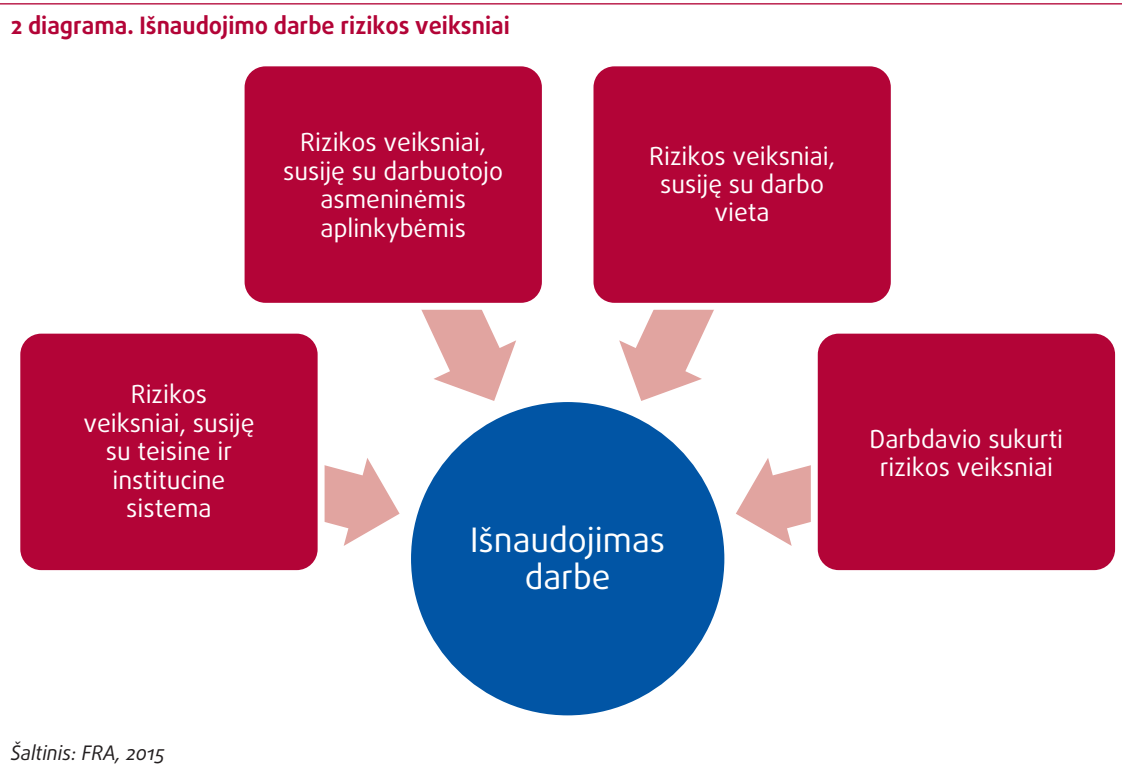 2 diagrama. Išnaudojimo darbe rizikos veiksniai
Rizikos veiksniai,
susiję su darbuotojo
asmeninėmis
aplinkybėmis
Rizikos veiksniai,
susiję su darbo
vieta
Rizikos
veiksniai, susiję
su teisine ir
institucine
sistema
Darbdavio sukurti
rizikos veiksniai
Išnaudojimas
darbe
Šaltinis: FRA, 2015